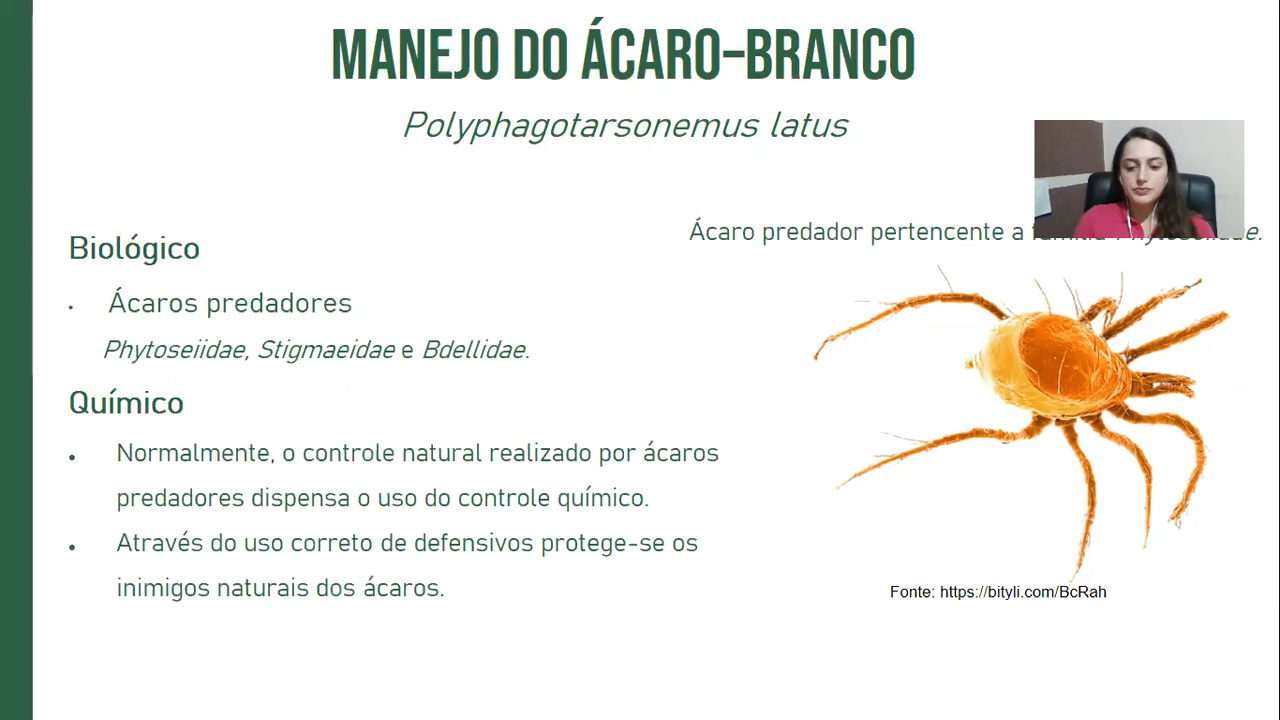 MANEJO DO ÁCARO-BRANCO
Polyphagotarsonemus latus
Ácaro predador pertencente a
Biológico
• Ácaros predadores
Phytoseiidae, Stigmaeidae e Bdellidae.
Químico
• Normalmente, o controle natural realizado por ácaros
predadores dispensa o uso do controle químico.
• Através do uso correto de defensivos protege-se os
inimigos naturais dos ácaros.
Fonte: https://bityli.com/BcRah